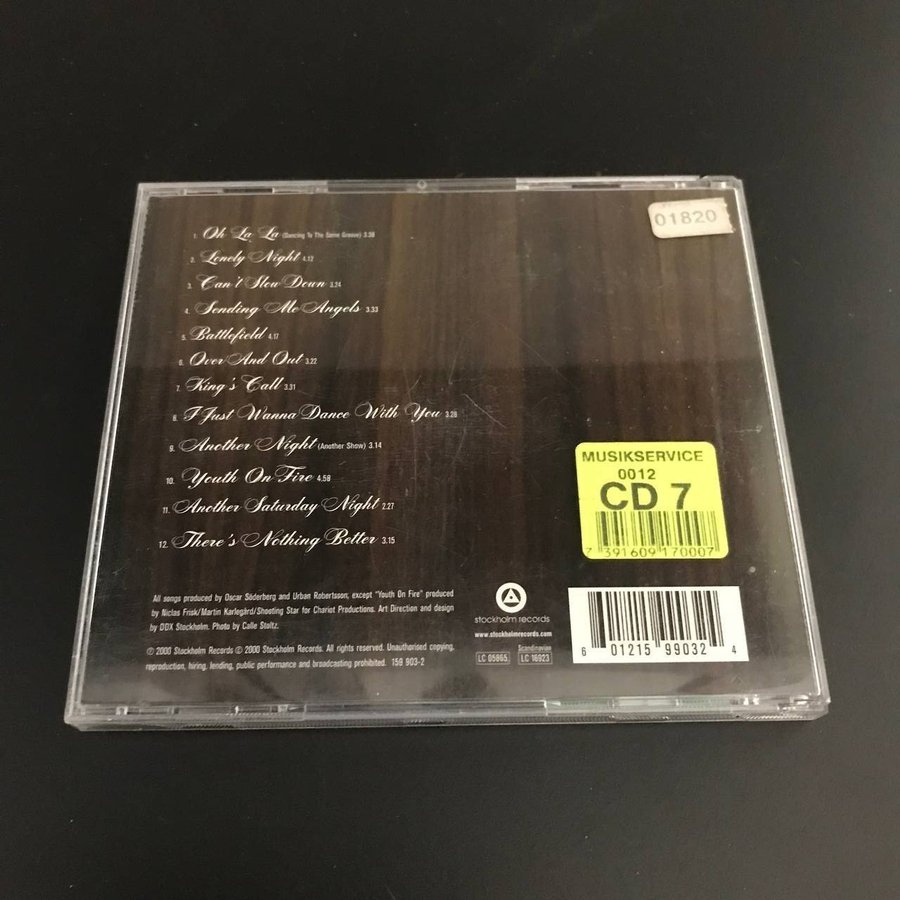 01820
1. Oh La La (Dancing To The Same Groove) 3.38
2. Lonely Night 4.12
3. Can't Slow Down 3.24
4. Sending Me Angels 3.33
5. Battlefield 4.17
6. Over And Out 3.22
7. King's Call 3.31
8. I Just Wanna Dance With You 3.28
9. Another Night (Another Show) 3.14
10. Youth On Fire 4.58
11. Another Saturday Night 2.27
12. There's Nothing Better 3.15
MUSIKSERVICE
0012
CD 7
7 391609 170007
All songs produced by Oscar Söderberg and Urban Robertsson, except "Youth On Fire" produced
by Niclas Frisk/Martin Karlegård/Shooting Star for Chariot Productions. Art Direction and design
by DDX Stockholm. Photo by Calle Stoltz.
℗ 2000 Stockholm Records © 2000 Stockholm Records. All rights reserved. Unauthorised copying,
reproduction, hiring, lending, public performance and broadcasting prohibited. 159 903-2
stockholm records
www.stockholmrecords.com
Scandinavian
LC 05865 LC 16923
6 01215 99032 4